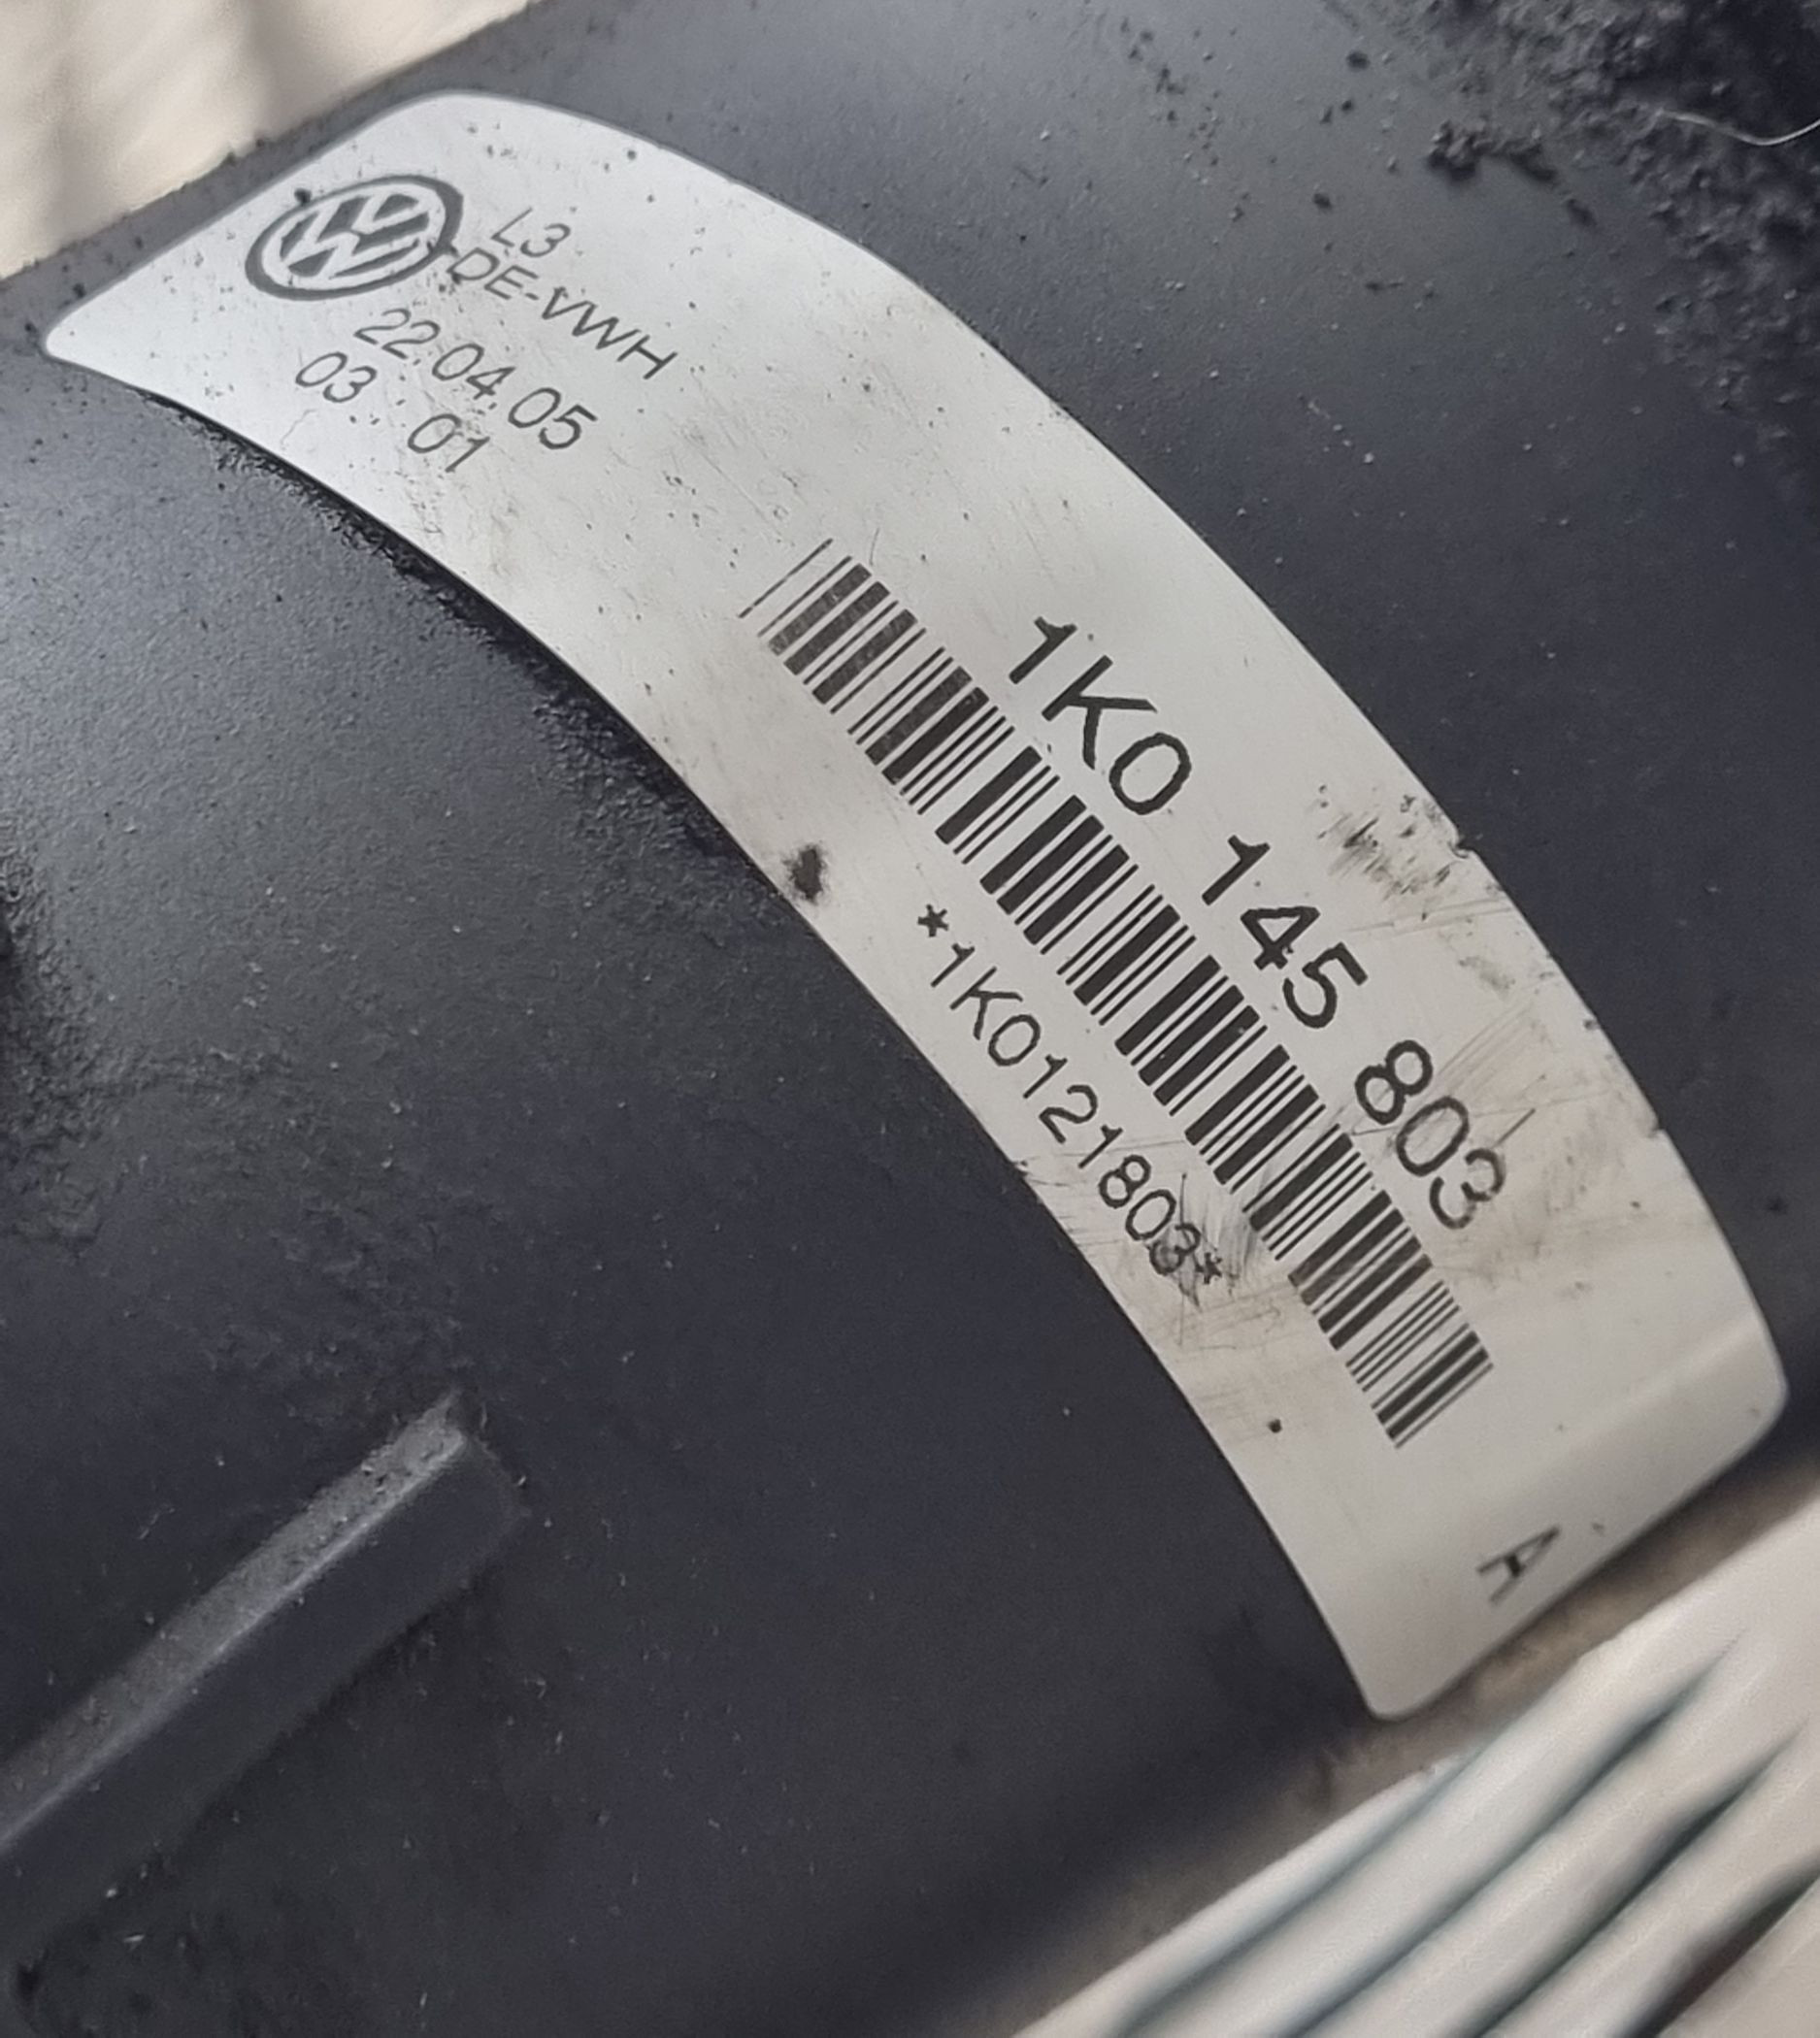 L3
DE-VWH
22.04.05
03 : 01
1K0 145 803
*1K0121803*
A